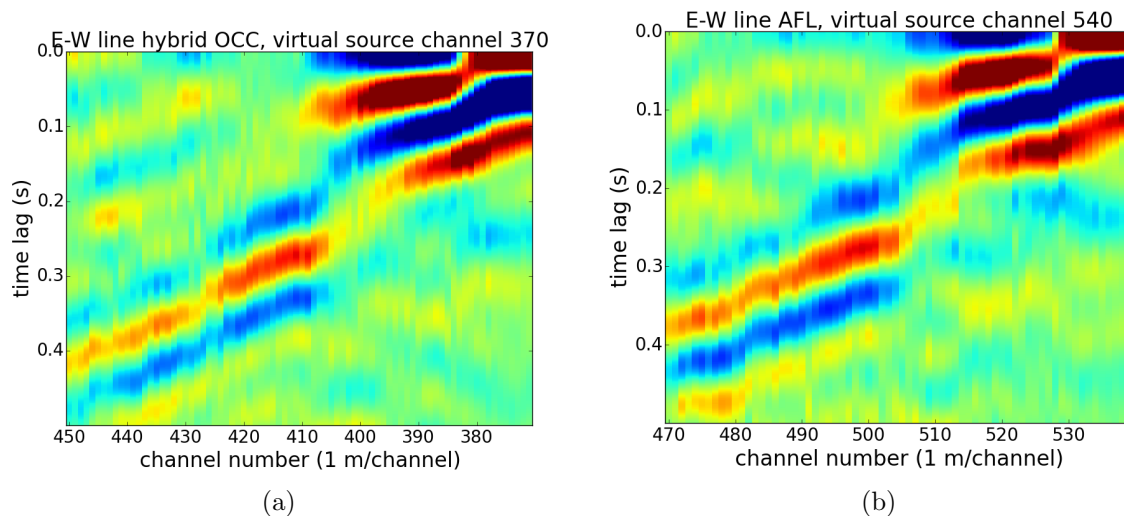 E-W line hybrid OCC, virtual source channel 370
0.0
0.1
0.2
0.3
0.4
time lag (s)
450 440 430 420 410 400 390 380
channel number (1 m/channel)
(a)
E-W line AFL, virtual source channel 540
0.0
0.1
0.2
0.3
0.4
time lag (s)
470 480 490 500 510 520 530
channel number (1 m/channel)
(b)